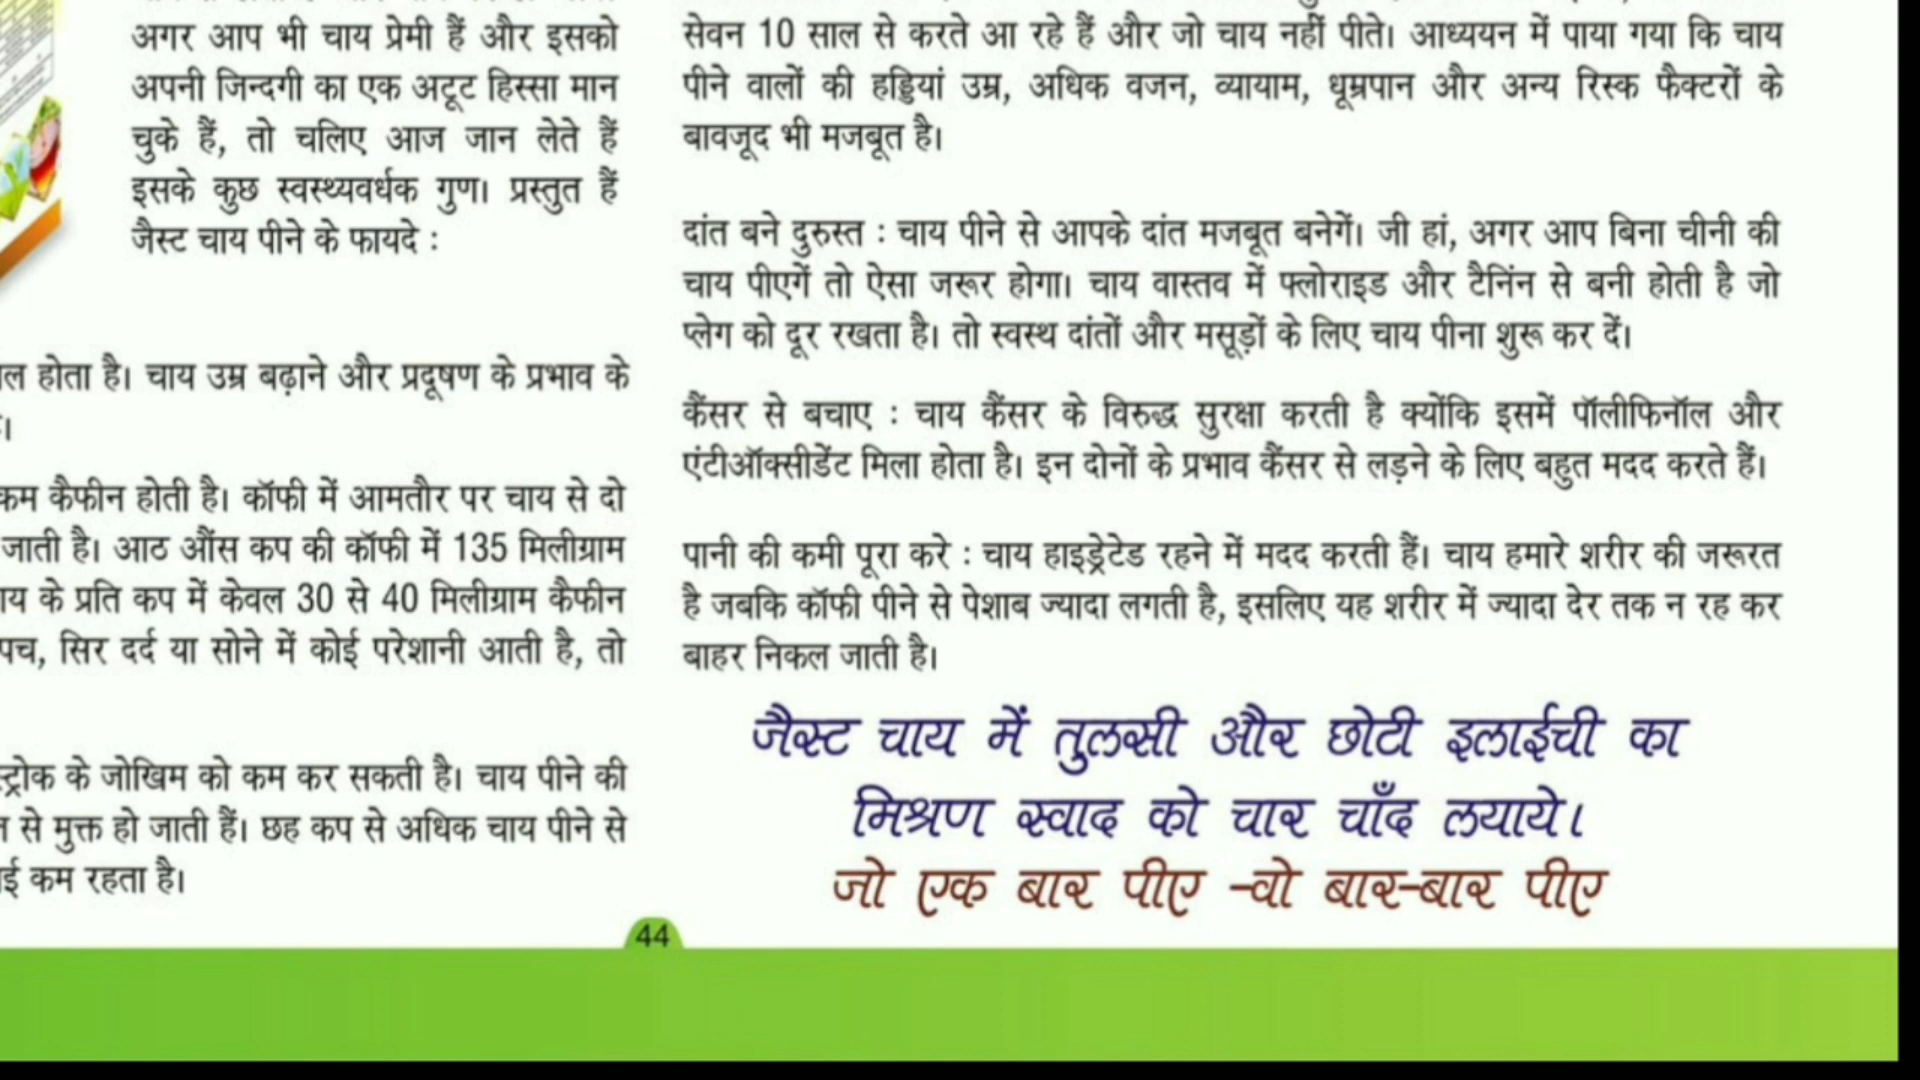 अगर आप भी चाय प्रेमी हैं और इसको
अपनी जिन्दगी का एक अटूट हिस्सा मान
चुके हैं, तो चलिए आज जान लेते हैं
इसके कुछ स्वस्थ्यवर्धक गुण। प्रस्तुत हैं
जैस्ट चाय पीने के फायदे :
होता है। चाय उम्र बढ़ाने और प्रदूषण के प्रभाव के
कम कैफीन होती है। कॉफी में आमतौर पर चाय से दो
जाती है। आठ औंस कप की कॉफी में 135 मिलीग्राम
के प्रति कप में केवल 30 से 40 मिलीग्राम कैफीन
पच, सिर दर्द या सोने में कोई परेशानी आती है, तो
स्ट्रोक के जोखिम को कम कर सकती है। चाय पीने की
से मुक्त हो जाती हैं। छह कप से अधिक चाय पीने से
कम रहता है।
सेवन 10 साल से करते आ रहे हैं और जो चाय नहीं पीते। आध्ययन में पाया गया कि चाय
पीने वालों की हड्डियां उम्र, अधिक वजन, व्यायाम, धूम्रपान और अन्य रिस्क फैक्टरों के
बावजूद भी मजबूत है।
दांत बने दुरुस्त : चाय पीने से आपके दांत मजबूत बनेगें। जी हां, अगर आप बिना चीनी की
चाय पीएगें तो ऐसा जरूर होगा। चाय वास्तव में फ्लोराइड और टैनिंन से बनी होती है जो
प्लेग को दूर रखता है। तो स्वस्थ दांतों और मसूड़ों के लिए चाय पीना शुरू कर दें।
कैंसर से बचाए : चाय कैंसर के विरुद्ध सुरक्षा करती है क्योंकि इसमें पॉलीफिनॉल और
एंटीऑक्सीडेंट मिला होता है। इन दोनों के प्रभाव कैंसर से लड़ने के लिए बहुत मदद करते हैं।
पानी की कमी पूरा करे : चाय हाइड्रेटेड रहने में मदद करती हैं। चाय हमारे शरीर की जरूरत
है जबकि कॉफी पीने से पेशाब ज्यादा लगती है, इसलिए यह शरीर में ज्यादा देर तक न रह कर
बाहर निकल जाती है।
जैस्ट चाय में तुलसी और छोटी इलाईची का
मिश्रण स्वाद को चार चाँद लयाये।
जो एक बार पीए -वो बार-बार पीए
44